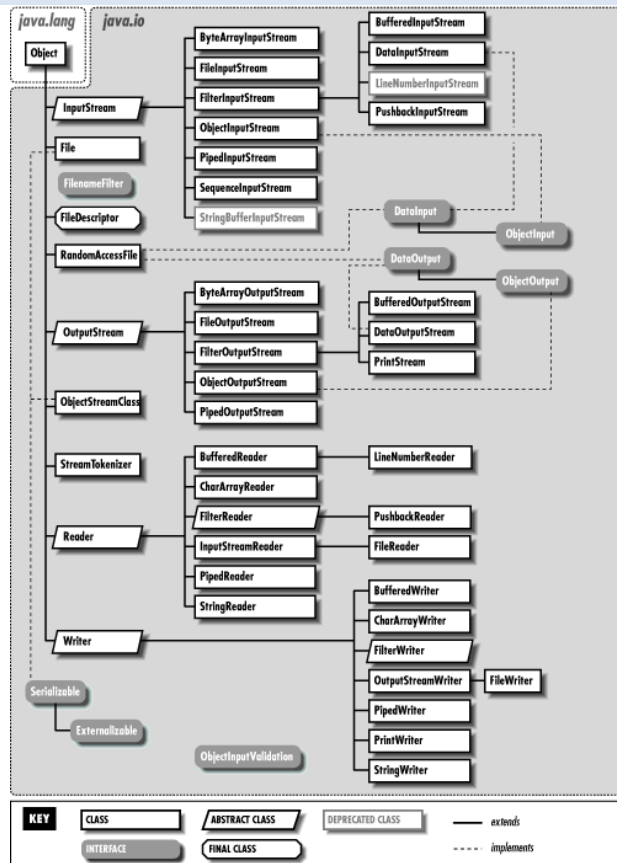 java.lang
java.io
Object
InputStream
File
FilenameFilter
FileDescriptor
RandomAccessFile
OutputStream
ObjectStreamClass
StreamTokenizer
Reader
Writer
Serializable
Externalizable
ByteArrayInputStream
FileInputStream
FilterInputStream
ObjectInputStream
PipedInputStream
SequenceInputStream
StringBufferInputStream
BufferedInputStream
DataInputStream
LineNumberInputStream
PushbackInputStream
DataInput
ObjectInput
DataOutput
ObjectOutput
ByteArrayOutputStream
FileOutputStream
FilterOutputStream
ObjectOutputStream
PipedOutputStream
BufferedOutputStream
DataOutputStream
PrintStream
BufferedReader
CharArrayReader
FilterReader
InputStreamReader
PipedReader
StringReader
LineNumberReader
PushbackReader
FileReader
BufferedWriter
CharArrayWriter
FilterWriter
OutputStreamWriter
FileWriter
PipedWriter
PrintWriter
StringWriter
ObjectInputValidation
KEY
CLASS
ABSTRACT CLASS
DEPRECATED CLASS
extends
INTERFACE
FINAL CLASS
implements